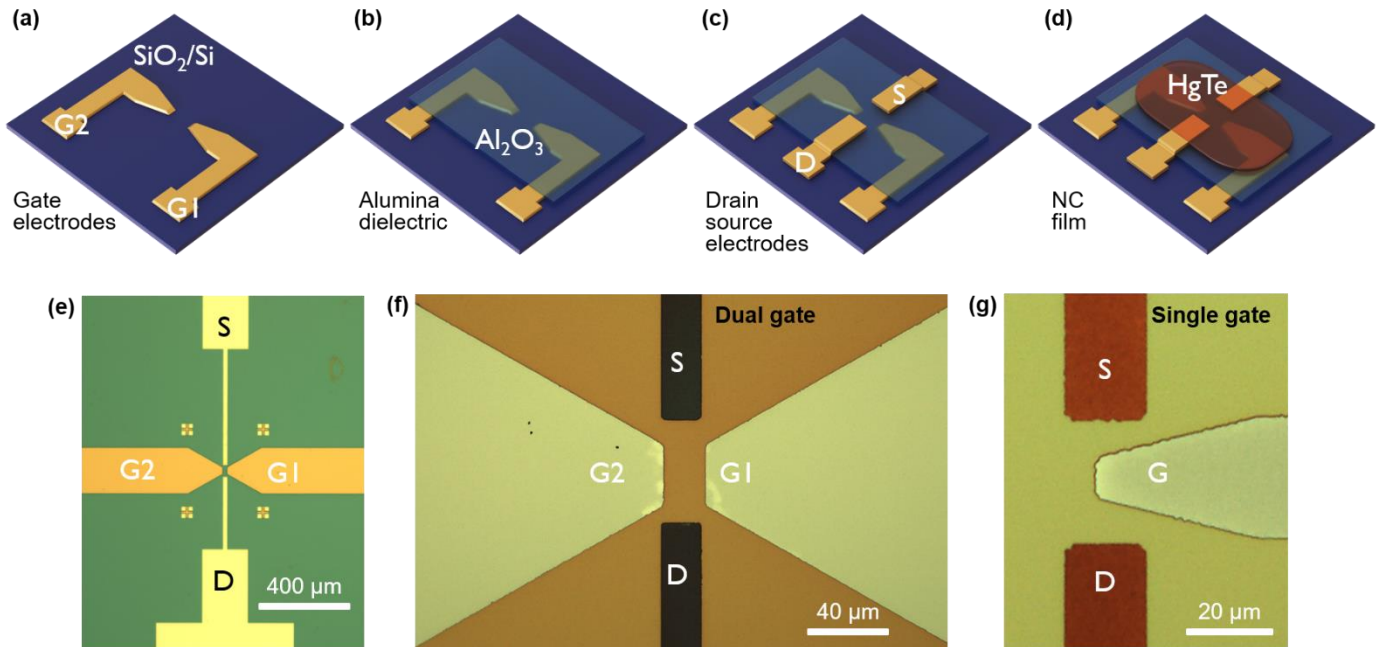 (a)
SiO₂/Si
G2
G1
Gate
electrodes
(b)
Al₂O₃
Alumina
dielectric
(c)
S
D
Drain
source
electrodes
(d)
HgTe
NC
film
(e)
S
G2
G1
D
400 µm
(f)
Dual gate
S
G2
G1
D
40 µm
(g)
Single gate
S
G
D
20 µm